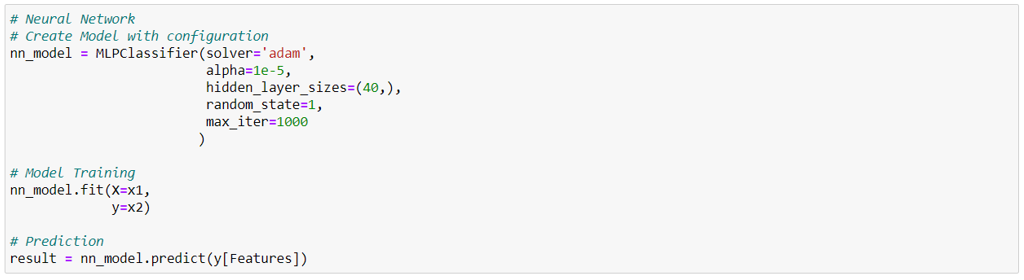 # Neural Network
# Create Model with configuration
nn_model = MLPClassifier(solver='adam',
                         alpha=1e-5,
                         hidden_layer_sizes=(40,),
                         random_state=1,
                         max_iter=1000
                        )

# Model Training
nn_model.fit(X=x1,
             y=x2)

# Prediction
result = nn_model.predict(y[Features])